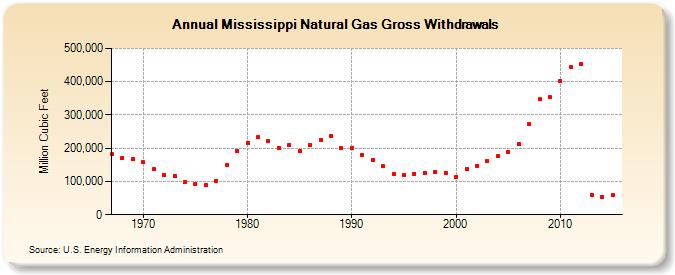 Annual Mississippi Natural Gas Gross Withdrawals
Million Cubic Feet
500,000
400,000
300,000
200,000
100,000
0
1970 1980 1990 2000 2010
Source: U.S. Energy Information Administration